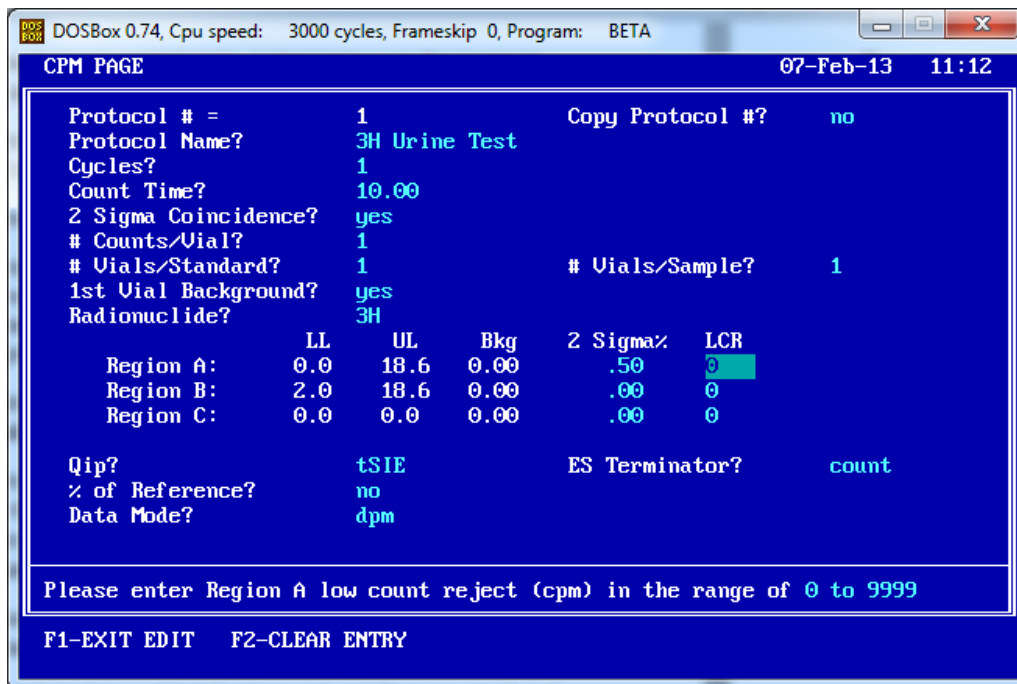 DOS BOX DOSBox 0.74, Cpu speed: 3000 cycles, Frameskip 0, Program: BETA
CPM PAGE 07-Feb-13 11:12
Protocol # = 1 Copy Protocol #? no
Protocol Name? 3H Urine Test
Cycles? 1
Count Time? 10.00
2 Sigma Coincidence? yes
# Counts/Vial? 1
# Vials/Standard? 1 # Vials/Sample? 1
1st Vial Background? yes
Radionuclide? 3H
LL UL Bkg 2 Sigma% LCR
Region A: 0.0 18.6 0.00 .50 0
Region B: 2.0 18.6 0.00 .00 0
Region C: 0.0 0.0 0.00 .00 0
Qip? tSIE ES Terminator? count
% of Reference? no
Data Mode? dpm
Please enter Region A low count reject (cpm) in the range of 0 to 9999
F1-EXIT EDIT F2-CLEAR ENTRY